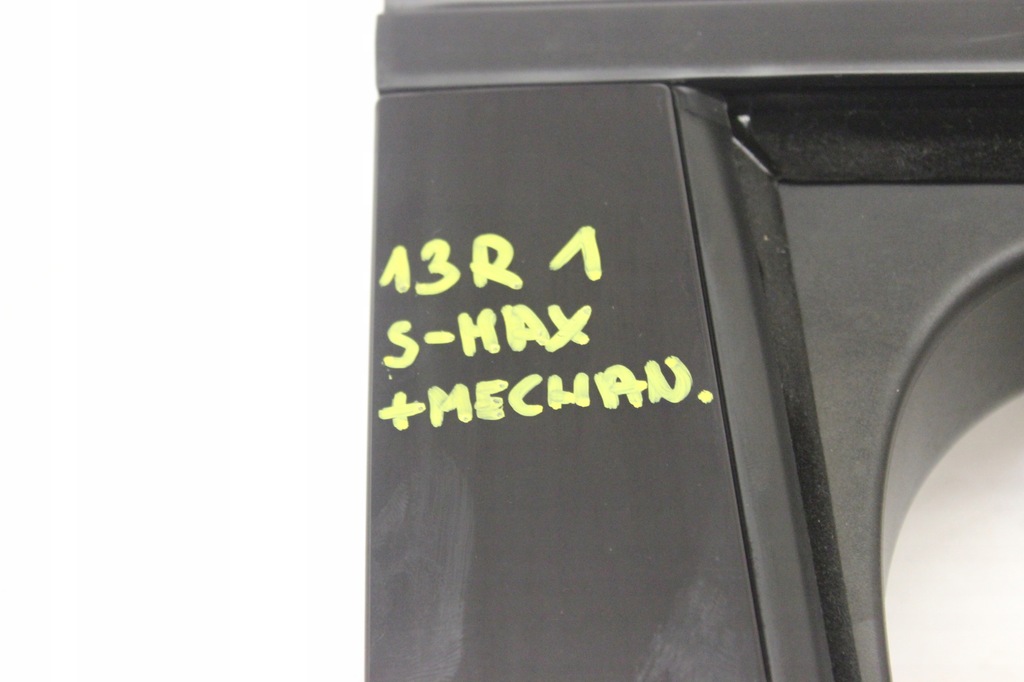 13R 1
S-MAX
+MECHAN.